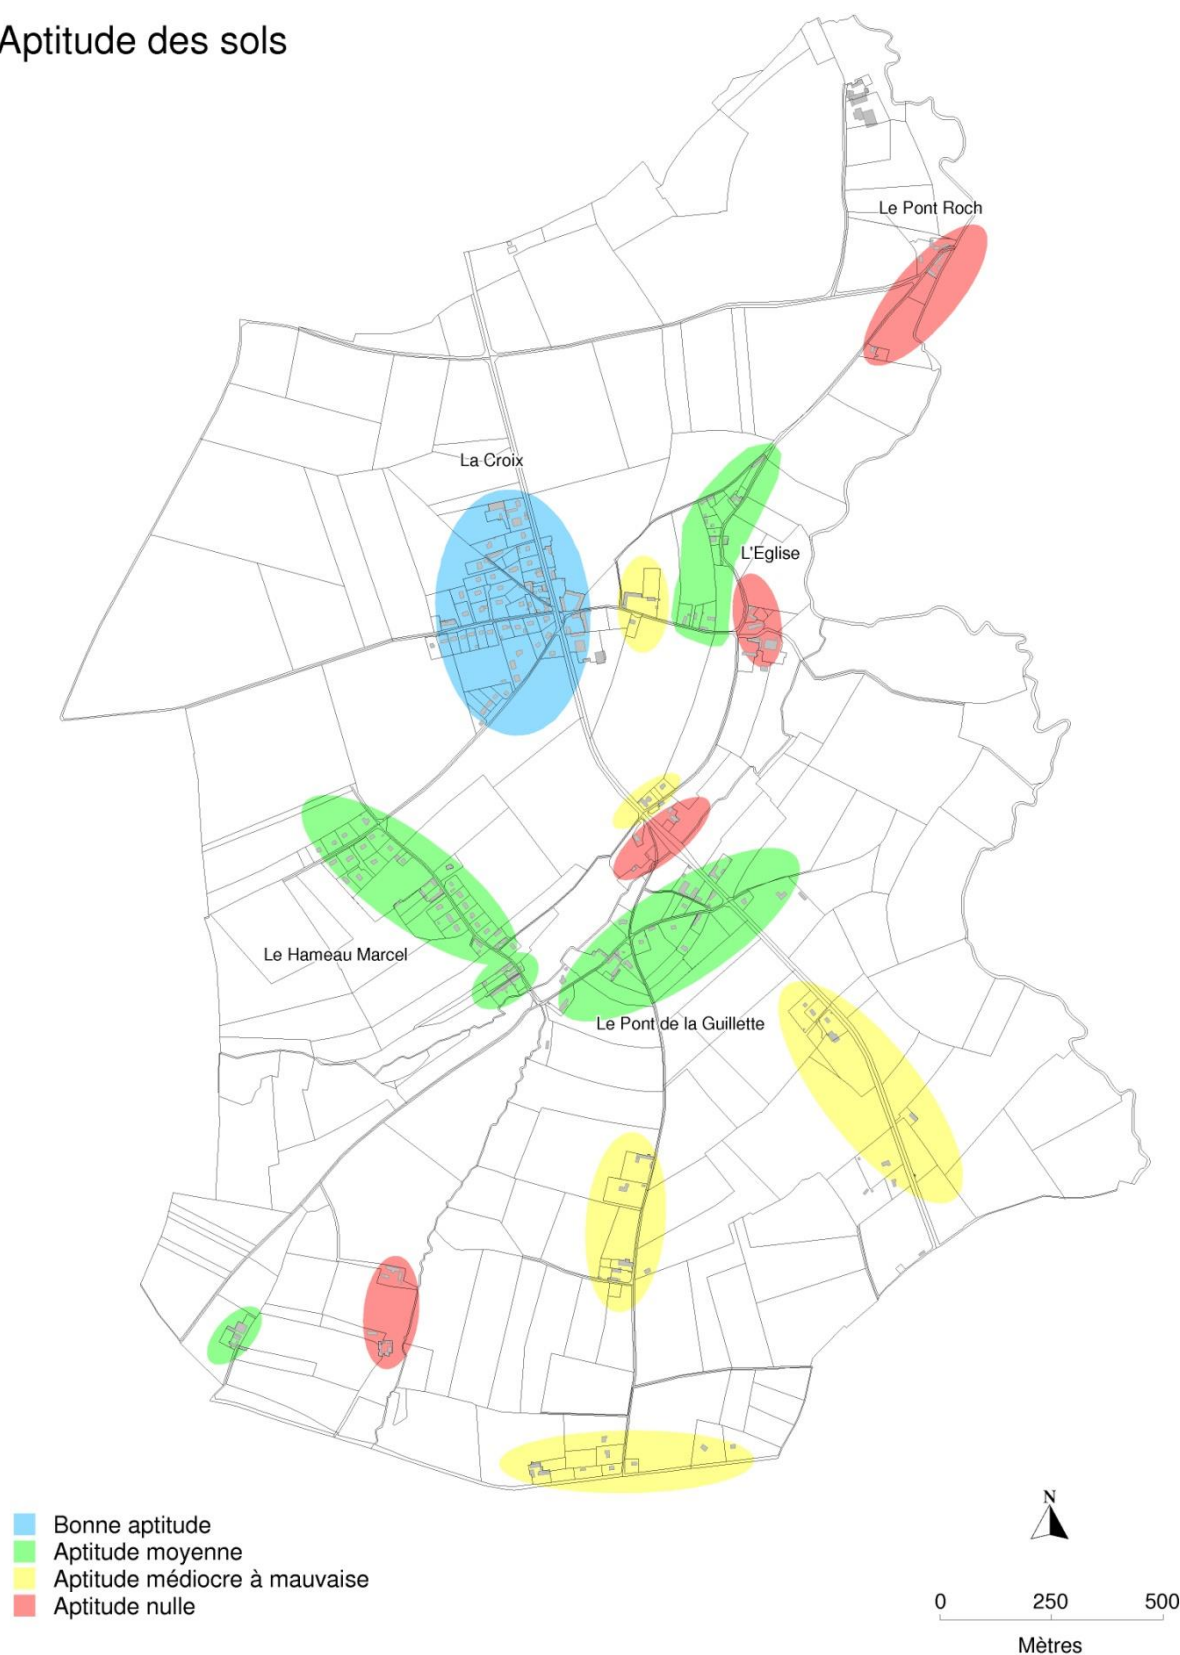 Aptitude des sols
Le Pont Roch
La Croix
L'Eglise
Le Hameau Marcel
Le Pont de la Guillette
Bonne aptitude
Aptitude moyenne
Aptitude médiocre à mauvaise
Aptitude nulle
N
0 250 500
Mètres